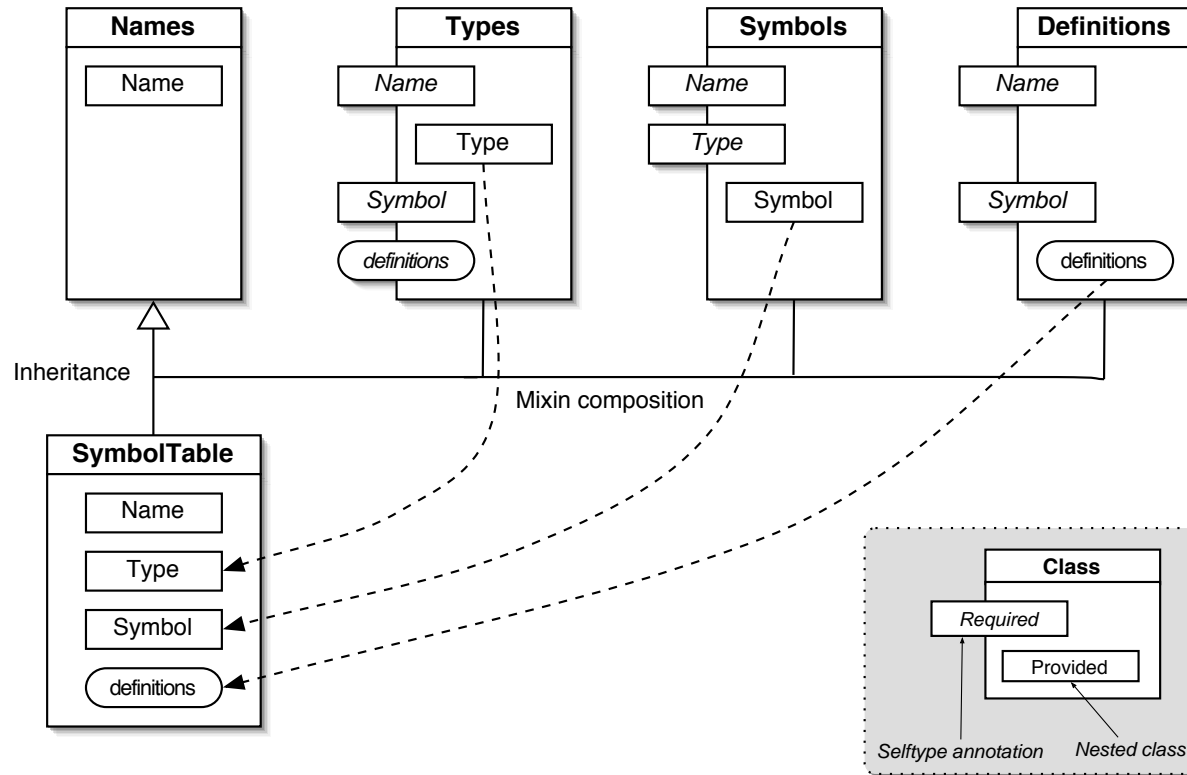 Names
Types
Symbols
Definitions
Name
Name
Name
Name
Type
Type
Symbol
Symbol
Symbol
definitions
definitions
Inheritance
Mixin composition
SymbolTable
Name
Type
Symbol
definitions
Class
Required
Provided
Selftype annotation
Nested class